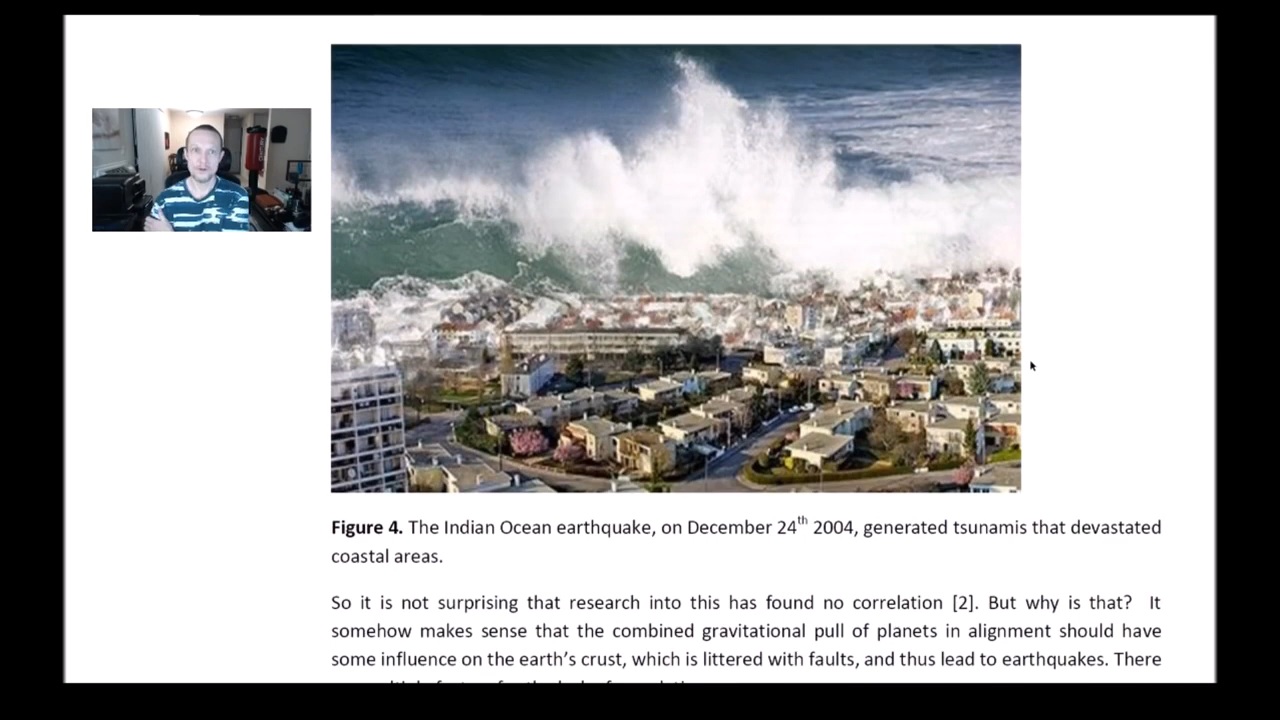 Figure 4. The Indian Ocean earthquake, on December 24th 2004, generated tsunamis that devastated
coastal areas.
So it is not surprising that research into this has found no correlation [2]. But why is that? It
somehow makes sense that the combined gravitational pull of planets in alignment should have
some influence on the earth's crust, which is littered with faults, and thus lead to earthquakes. There